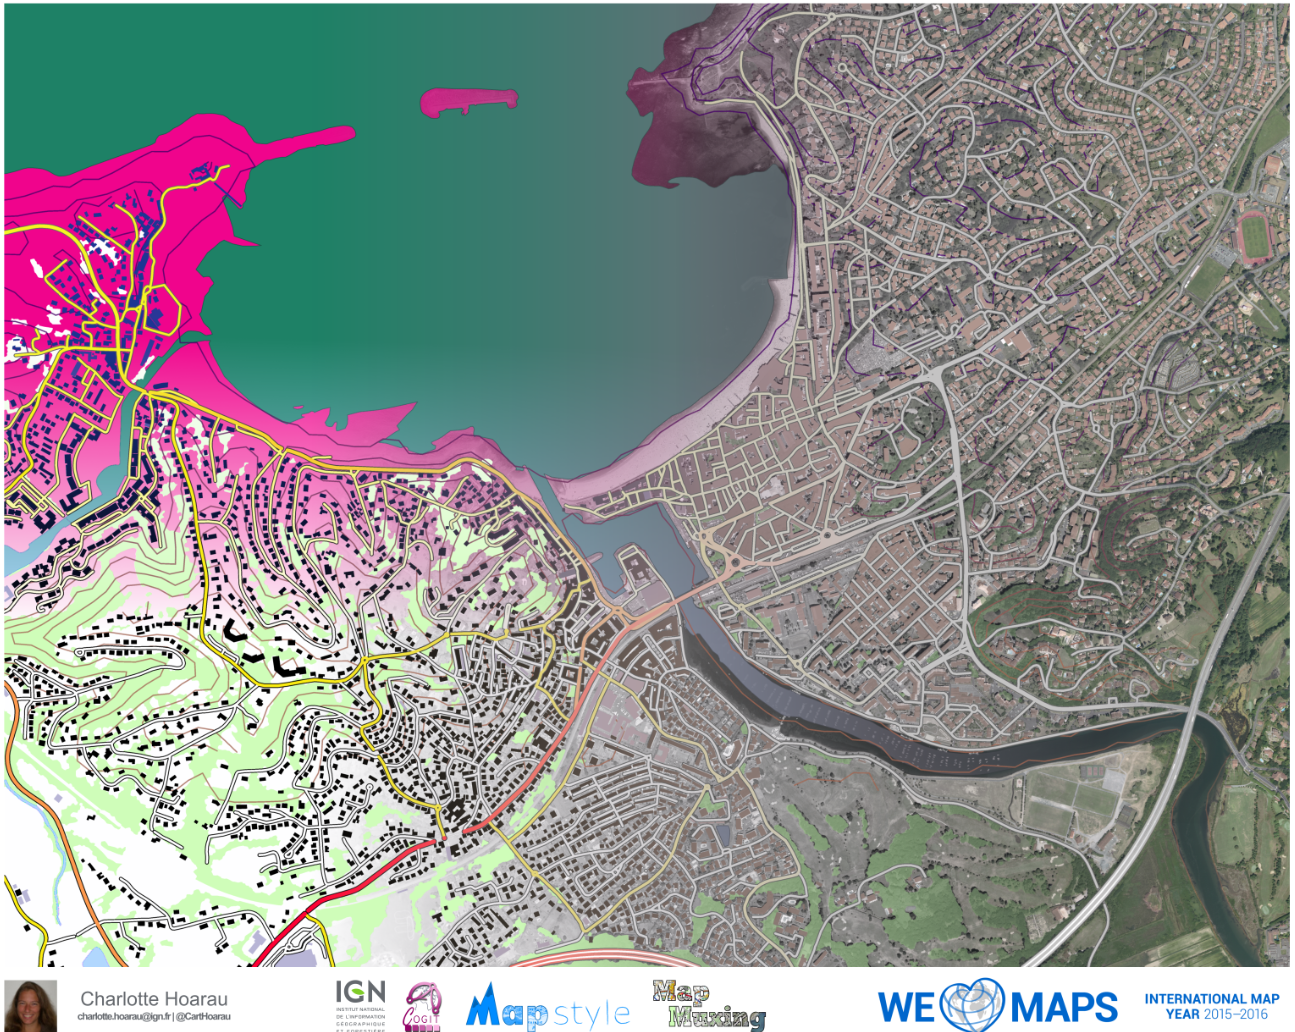 Charlotte Hoarau
charlotte.hoarau@ign.fr | @CartHoarau
IGN
INSTITUT NATIONAL
DE L'INFORMATION
GÉOGRAPHIQUE
ET FORESTIÈRE
COGIT
Mapstyle
Map
Muxing
WE MAPS
INTERNATIONAL MAP
YEAR 2015–2016